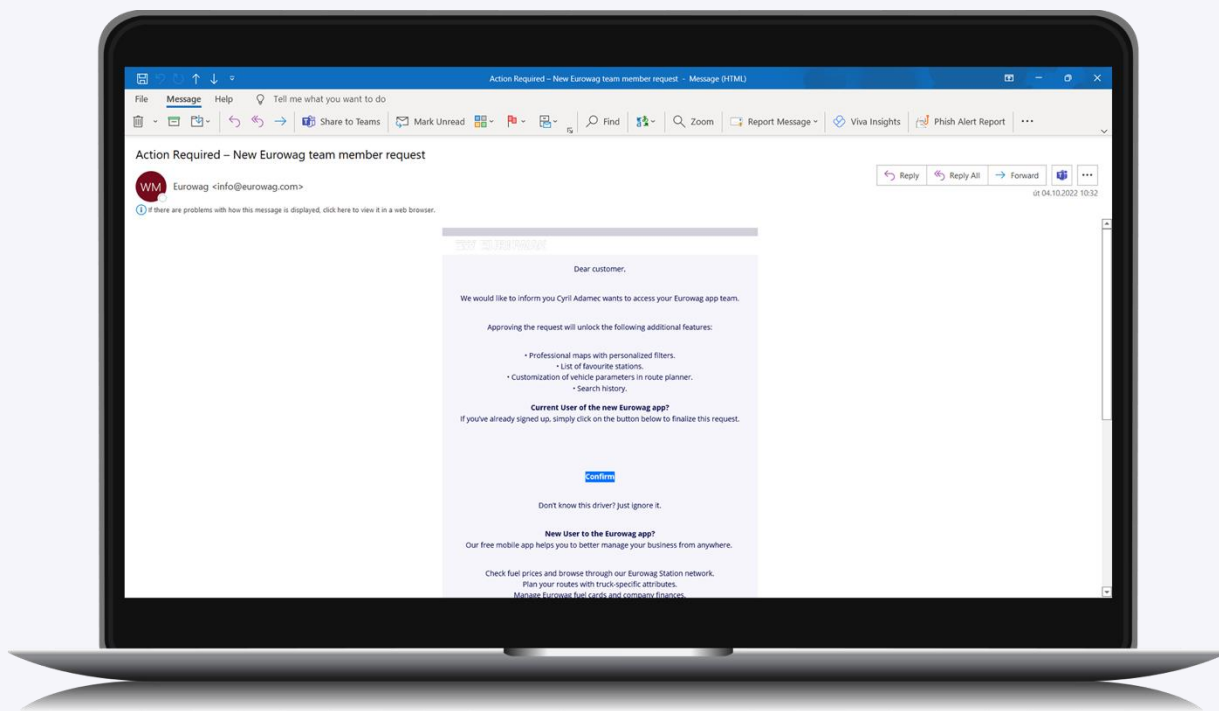 Action Required – New Eurowag team member request - Message (HTML)
File Message Help Tell me what you want to do
Share to Teams Mark Unread Find Zoom Report Message Viva Insights Phish Alert Report
Action Required – New Eurowag team member request
WM
Eurowag <info@eurowag.com>
Reply Reply All Forward
út 04.10.2022 10:32
If there are problems with how this message is displayed, click here to view it in a web browser.
Dear customer,
We would like to inform you Cyril Adamec wants to access your Eurowag app team.
Approving the request will unlock the following additional features:
• Professional maps with personalized filters.
• List of favourite stations.
• Customization of vehicle parameters in route planner.
• Search history.
Current User of the new Eurowag app?
If you've already signed up, simply click on the button below to finalize this request.
Confirm
Don't know this driver? Just ignore it.
New User to the Eurowag app?
Our free mobile app helps you to better manage your business from anywhere.
Check fuel prices and browse through our Eurowag Station network.
Plan your routes with truck-specific attributes.
Manage Eurowag fuel cards and company finances.